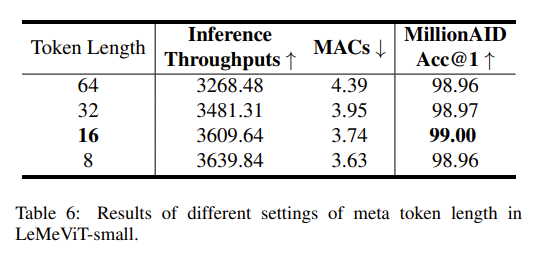 Token Length Inference Throughputs ↑ MACs ↓ MillionAID Acc@1 ↑
64 3268.48 4.39 98.96
32 3481.31 3.95 98.97
16 3609.64 3.74 99.00
8 3639.84 3.63 98.96
Table 6: Results of different settings of meta token length in
LeMeViT-small.